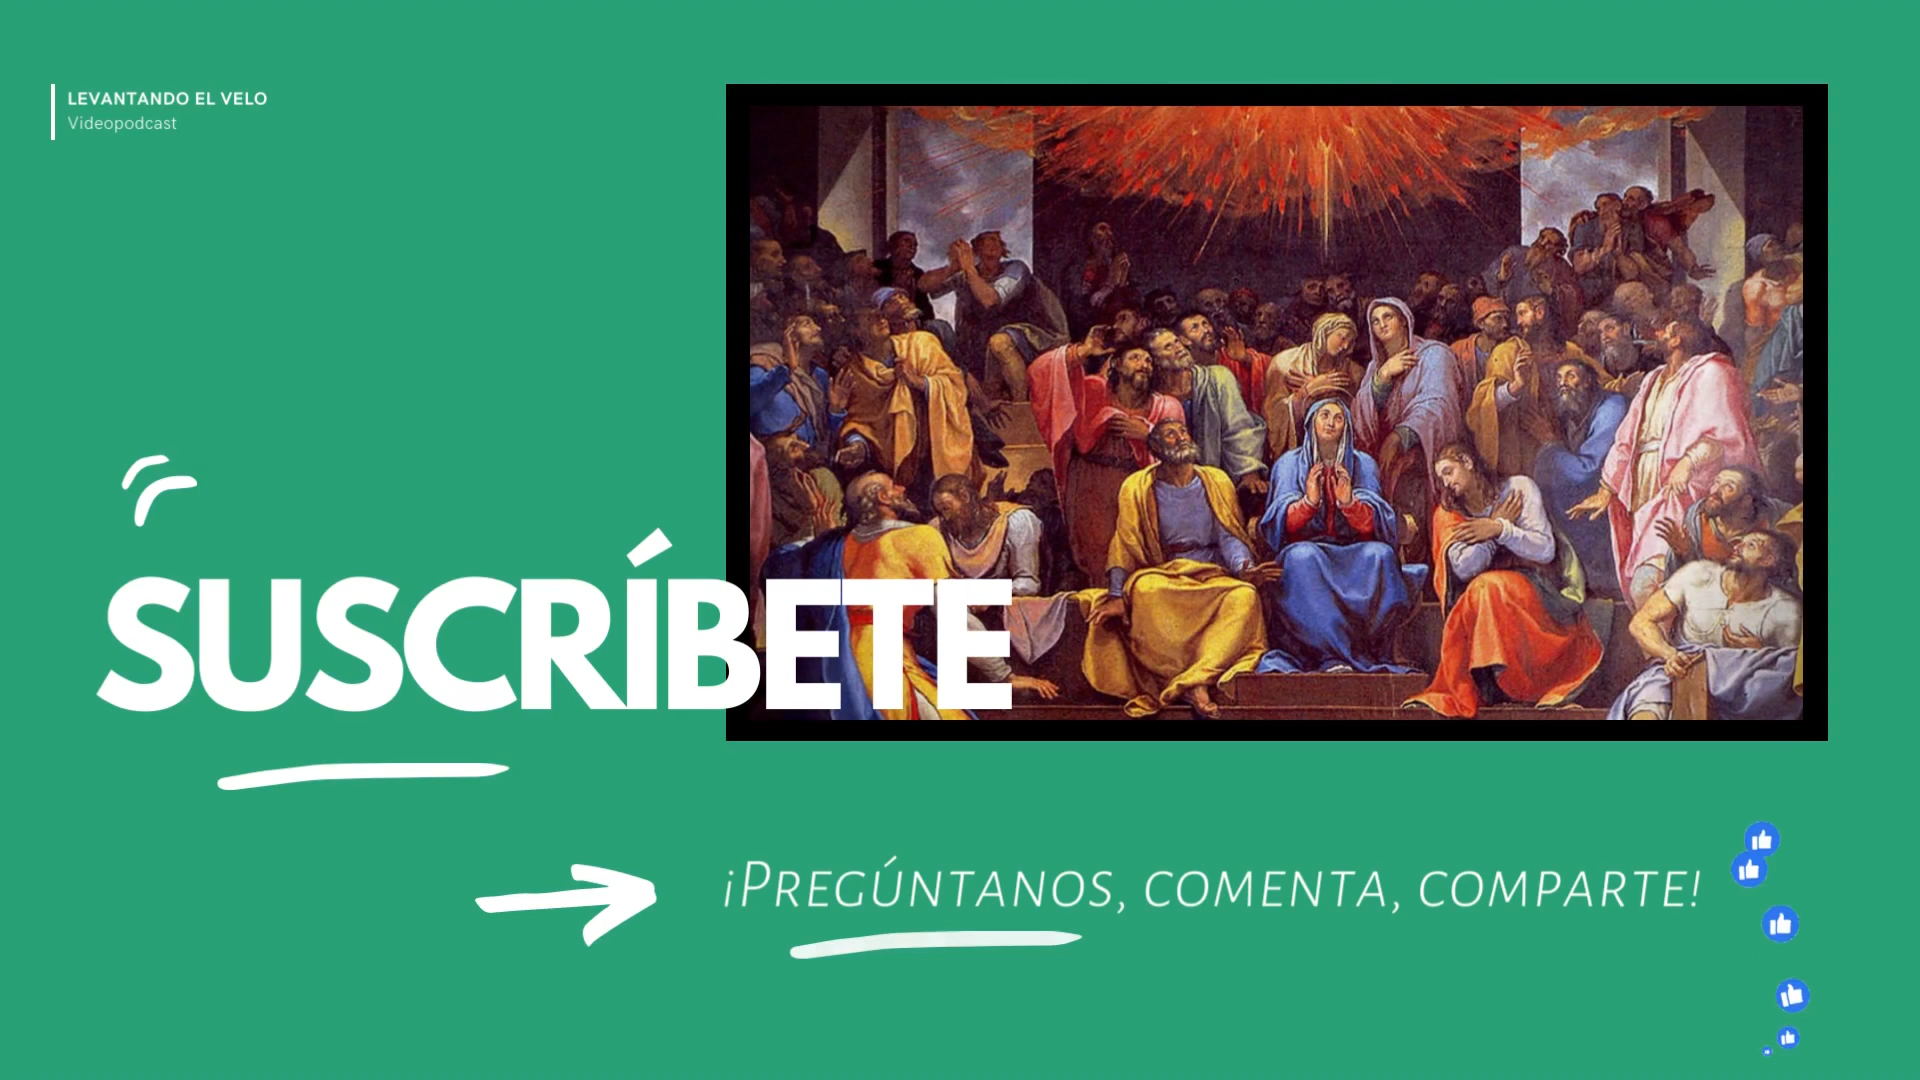 LEVANTANDO EL VELO
Videopodcast
SUSCRÍBETE
¡PREGÚNTANOS, COMENTA, COMPARTE!